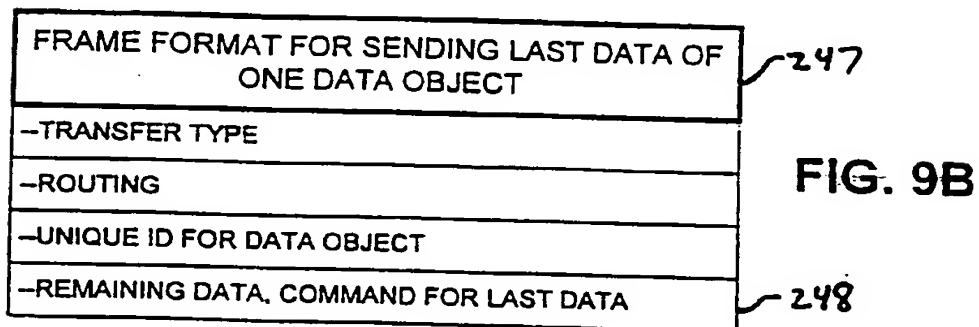 FRAME FORMAT FOR SENDING LAST DATA OF
ONE DATA OBJECT
247
–TRANSFER TYPE
–ROUTING
FIG. 9B
–UNIQUE ID FOR DATA OBJECT
–REMAINING DATA, COMMAND FOR LAST DATA
248